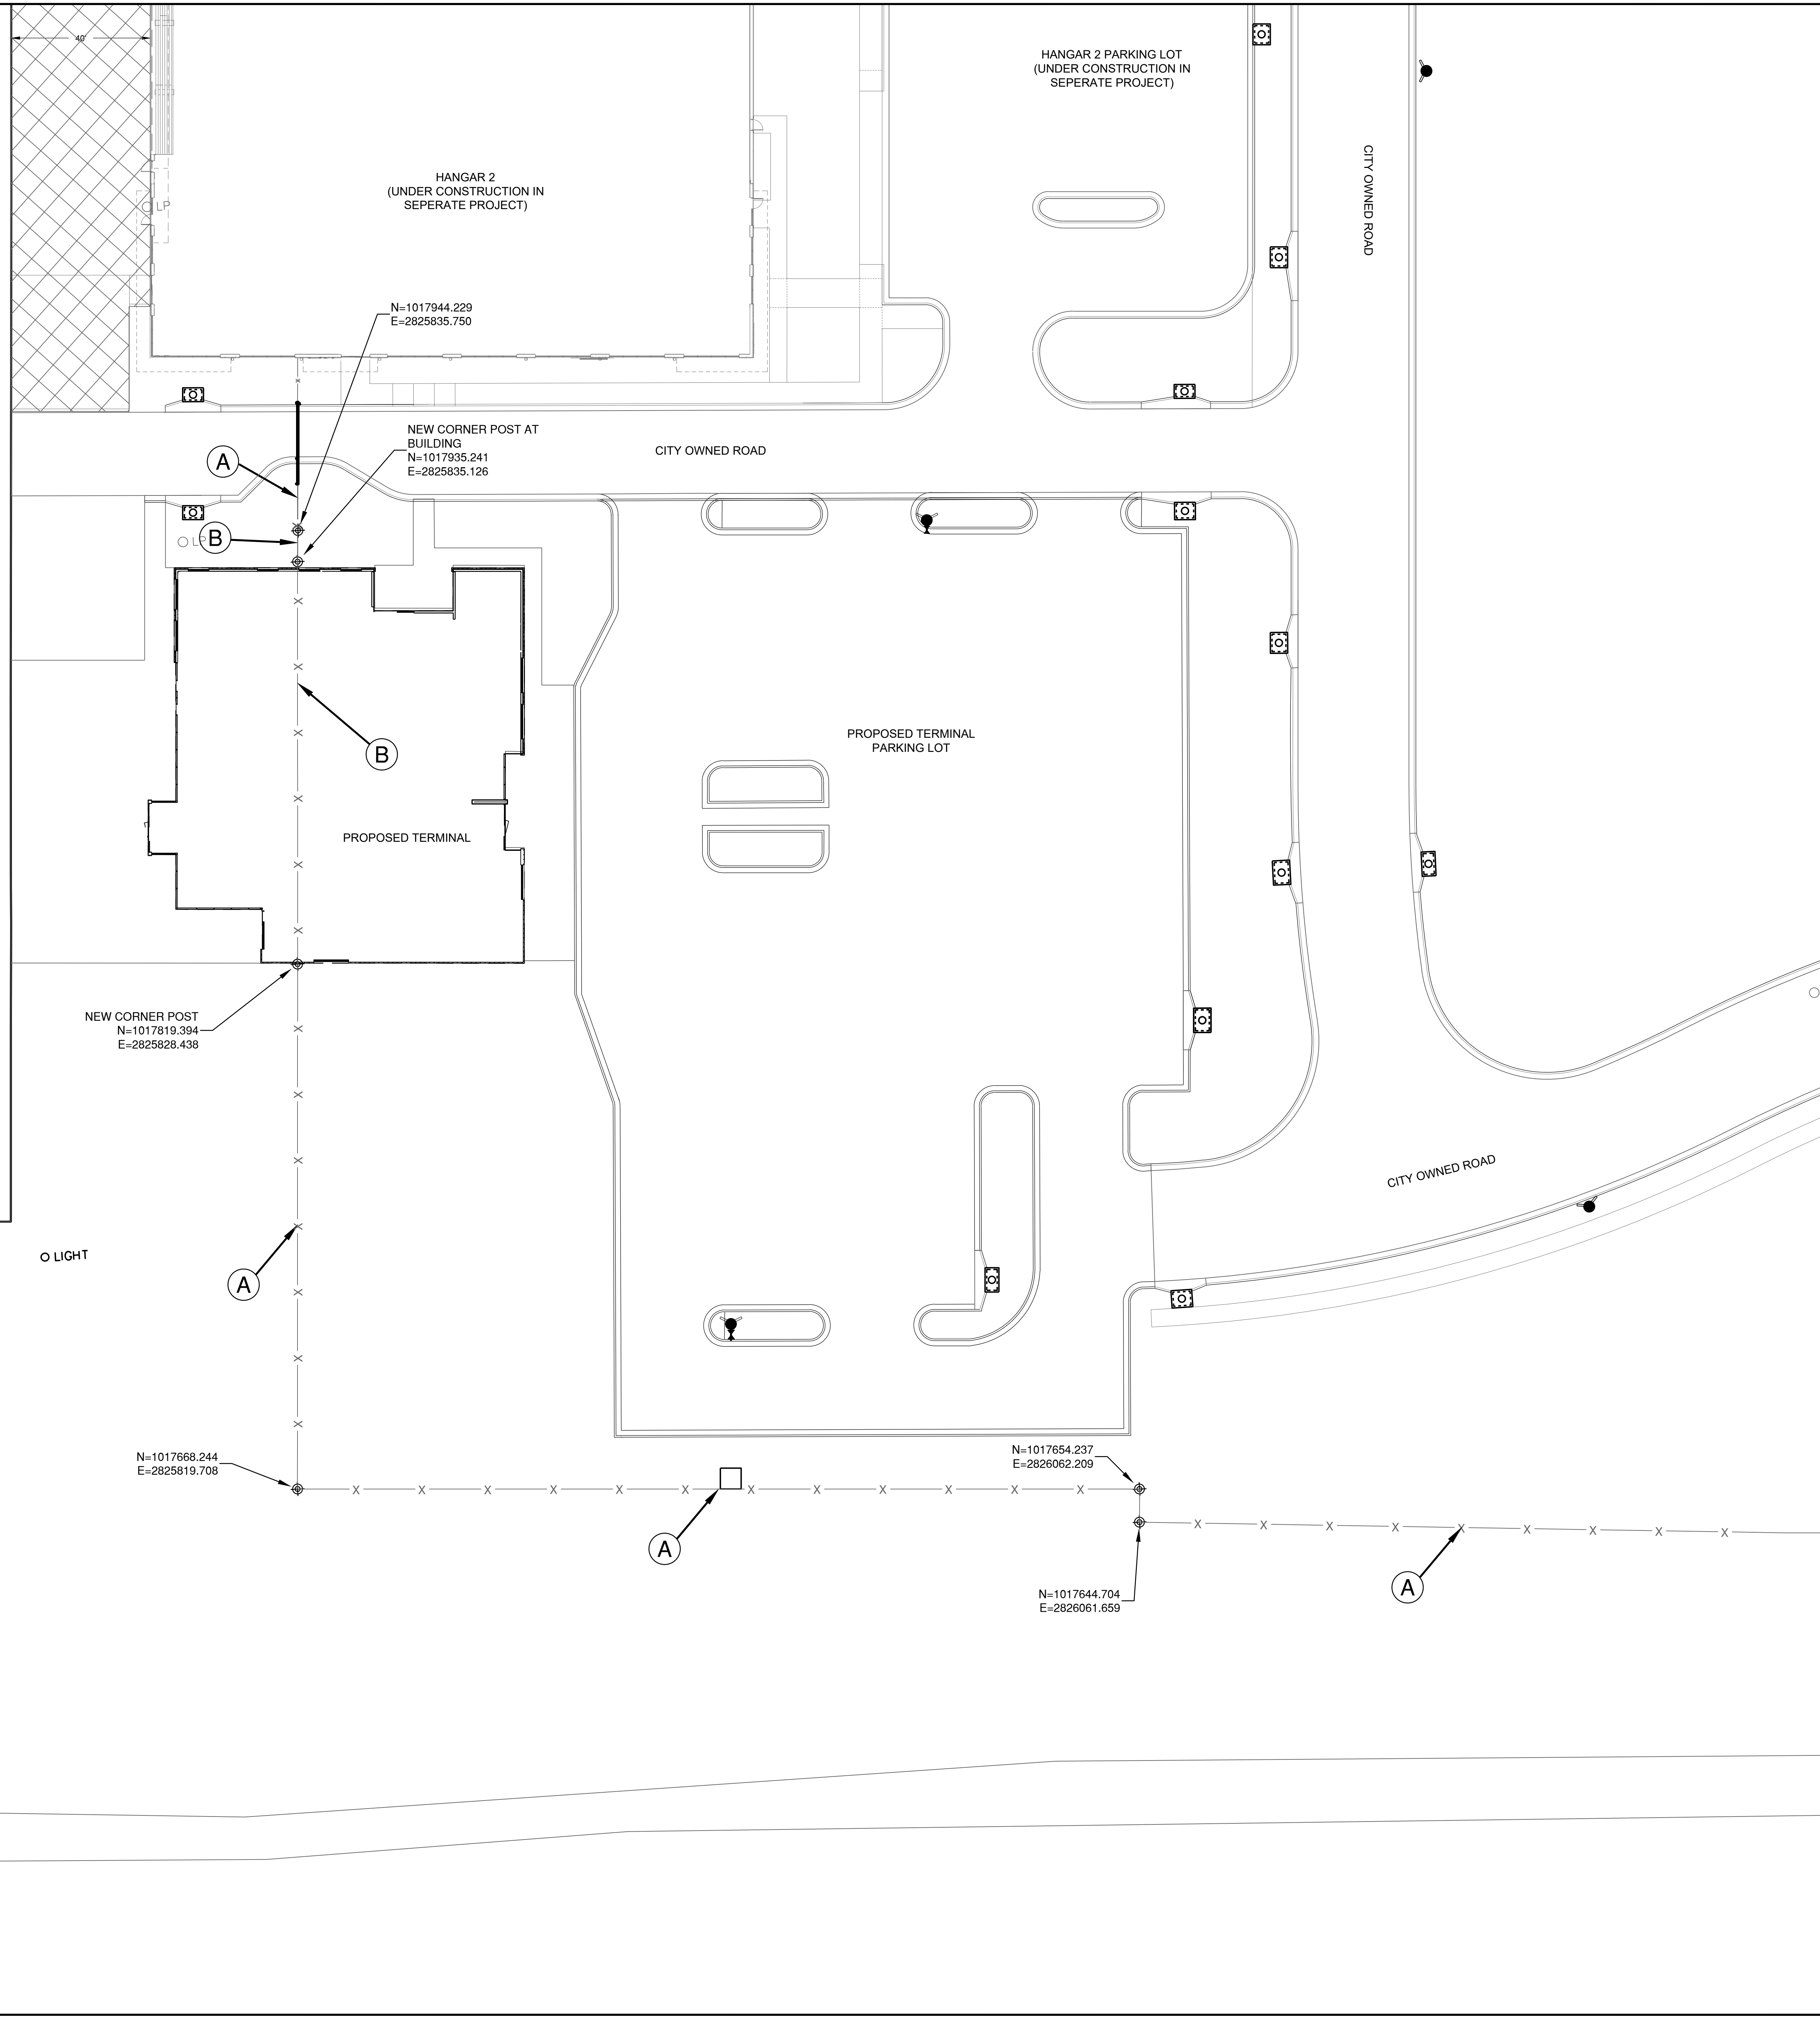 40'
HANGAR 2 PARKING LOT
(UNDER CONSTRUCTION IN
SEPERATE PROJECT)
HANGAR 2
(UNDER CONSTRUCTION IN
SEPERATE PROJECT)
LP
CITY OWNED ROAD
N=1017944.229
E=2825835.750
NEW CORNER POST AT
BUILDING
N=1017935.241
E=2825835.126
CITY OWNED ROAD
A
B
LP
B
PROPOSED TERMINAL
PARKING LOT
PROPOSED TERMINAL
NEW CORNER POST
N=1017819.394
E=2825828.438
CITY OWNED ROAD
LIGHT
A
N=1017668.244
E=2825819.708
N=1017654.237
E=2826062.209
A
N=1017644.704
E=2826061.659
A